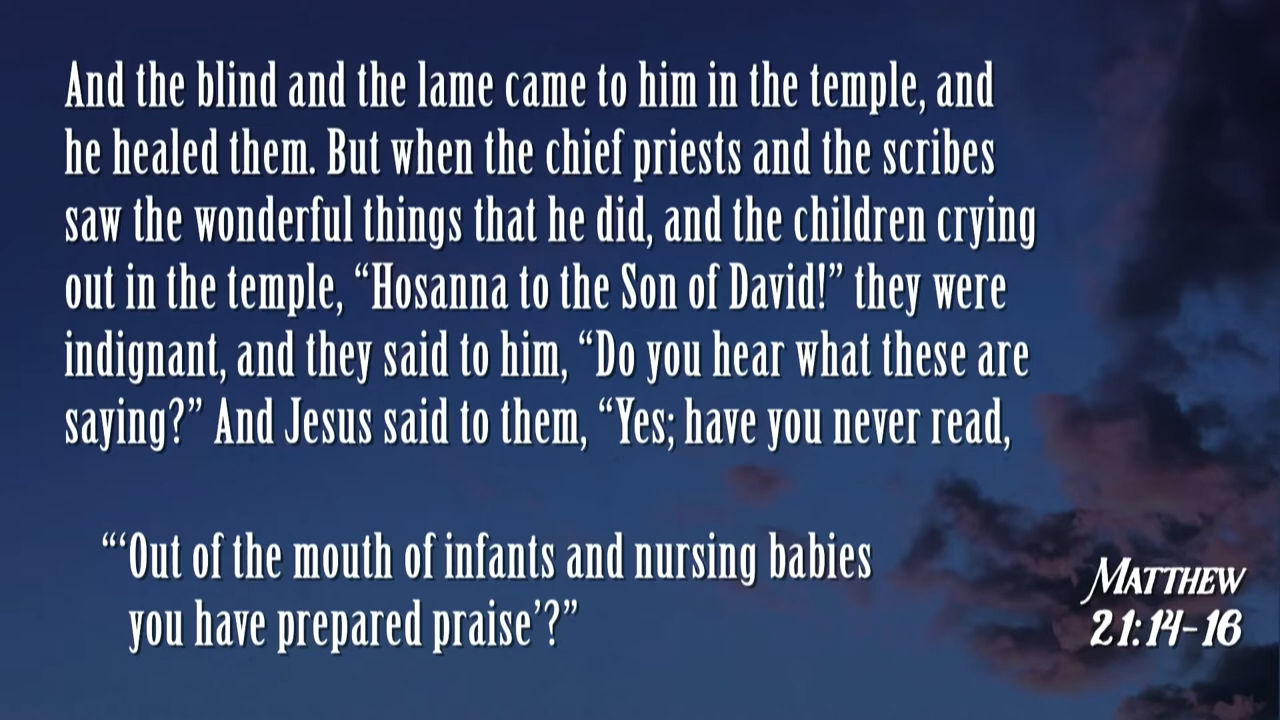 And the blind and the lame came to him in the temple, and
he healed them. But when the chief priests and the scribes
saw the wonderful things that he did, and the children crying
out in the temple, “Hosanna to the Son of David!” they were
indignant, and they said to him, “Do you hear what these are
saying?” And Jesus said to them, “Yes; have you never read,
“‘Out of the mouth of infants and nursing babies
you have prepared praise’?”
Matthew
21:14-16